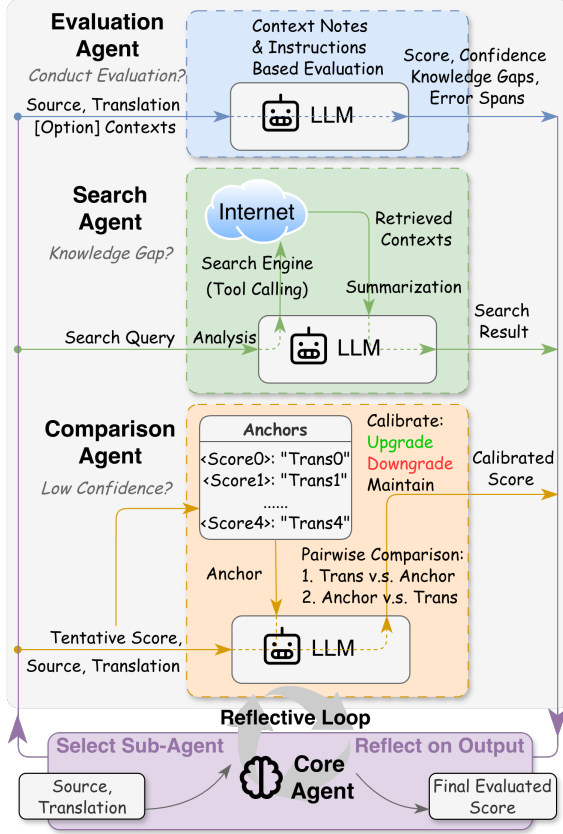 Evaluation
Agent
Conduct Evaluation?
Context Notes
& Instructions
Based Evaluation
Score, Confidence
Knowledge Gaps,
Error Spans
Source, Translation
[Option] Contexts
LLM
Search
Agent
Knowledge Gap?
Internet
Retrieved
Contexts
Search Engine
(Tool Calling)
Summarization
Search Query
Analysis
LLM
Search
Result
Comparison
Agent
Low Confidence?
Anchors
<Score0>: "Trans0"
<Score1>: "Trans1"
......
<Score4>: "Trans4"
Calibrate:
Upgrade
Downgrade
Maintain
Calibrated
Score
Anchor
Pairwise Comparison:
1. Trans v.s. Anchor
2. Anchor v.s. Trans
Tentative Score,
Source, Translation
LLM
Reflective Loop
Select Sub-Agent
Reflect on Output
Source,
Translation
Core
Agent
Final Evaluated
Score